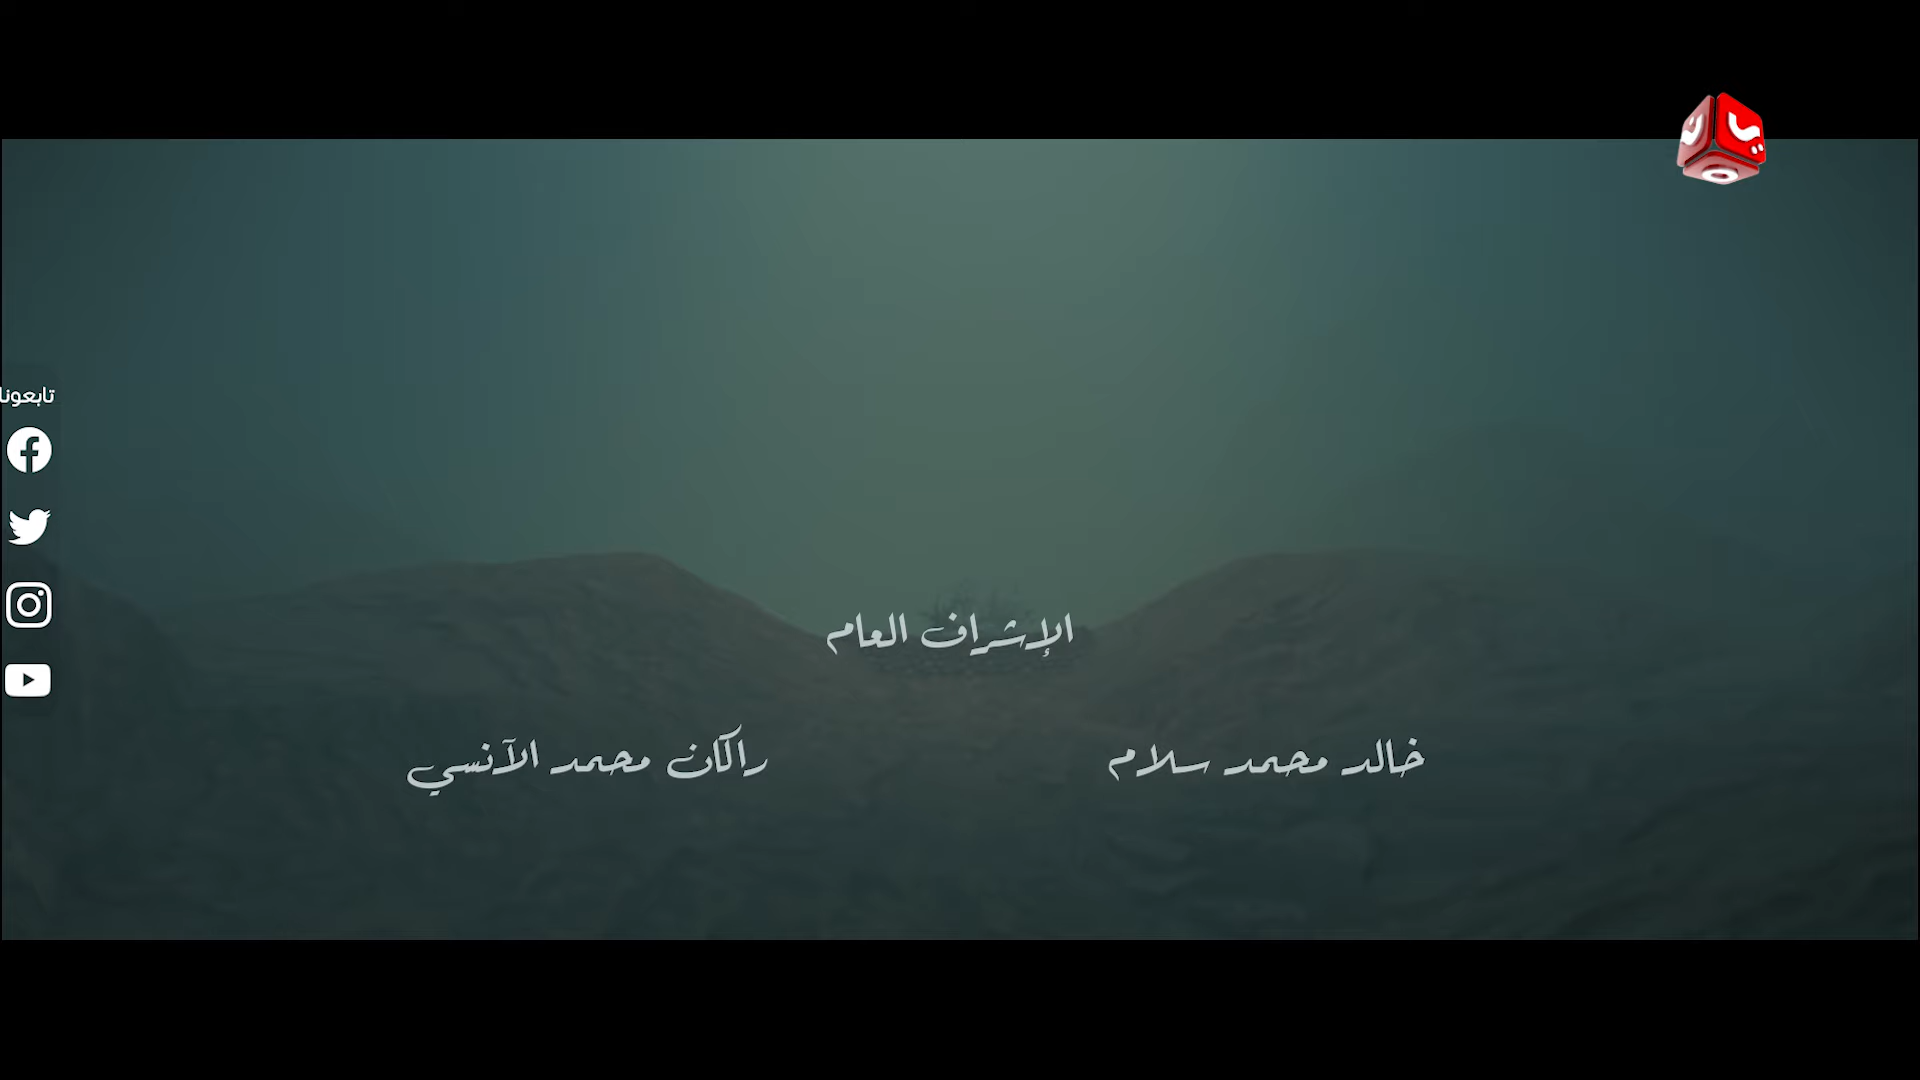 تابعونا
الإشراف العام
خالد محمد سلام
راكان محمد الآنسي